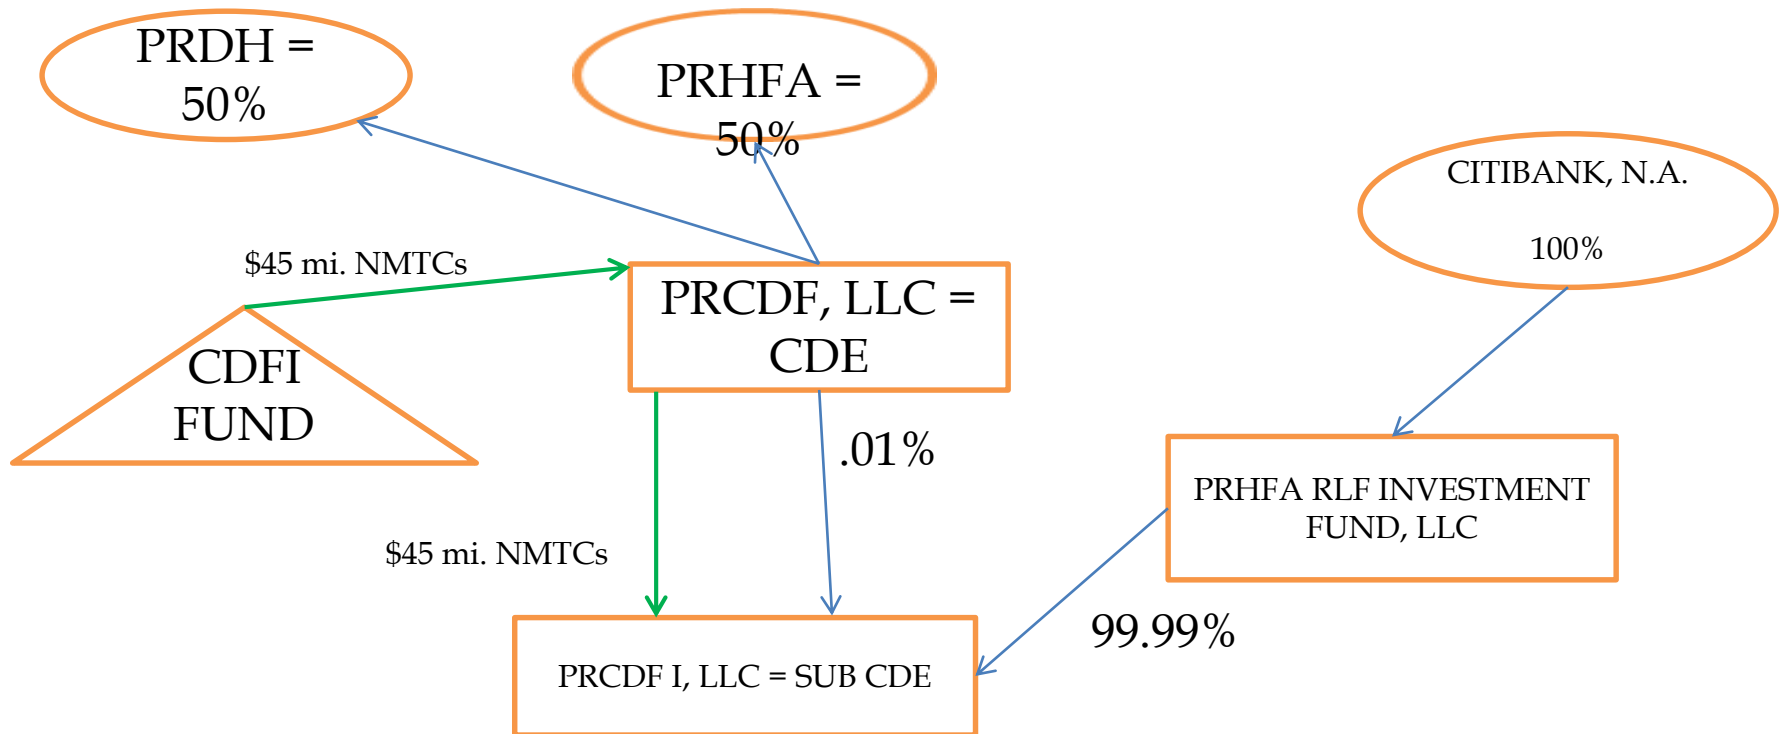 PRDH =
50%
PRHFA =
50%
CITIBANK, N.A.
100%
$45 mi. NMTCs
PRCDF, LLC =
CDE
CDFI
FUND
.01%
PRHFA RLF INVESTMENT
FUND, LLC
$45 mi. NMTCs
99.99%
PRCDF I, LLC = SUB CDE